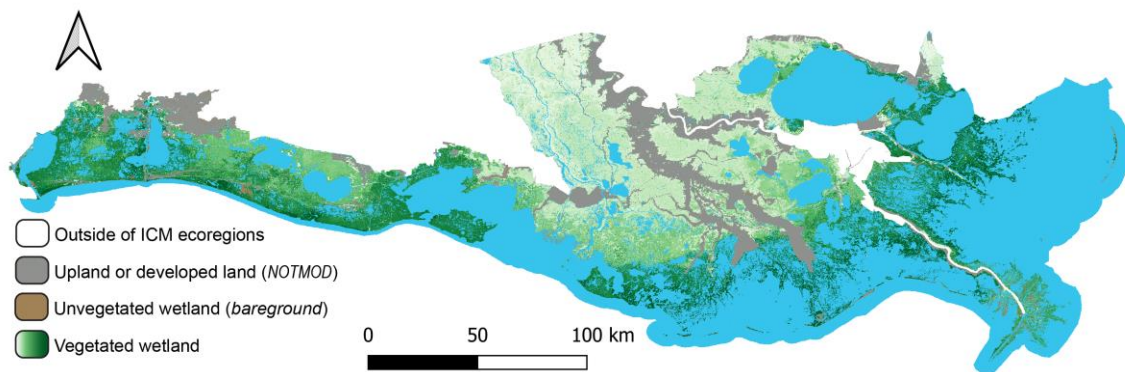 Outside of ICM ecoregions
Upland or developed land (NOTMOD)
Unvegetated wetland (bareground)
Vegetated wetland
0 50 100 km